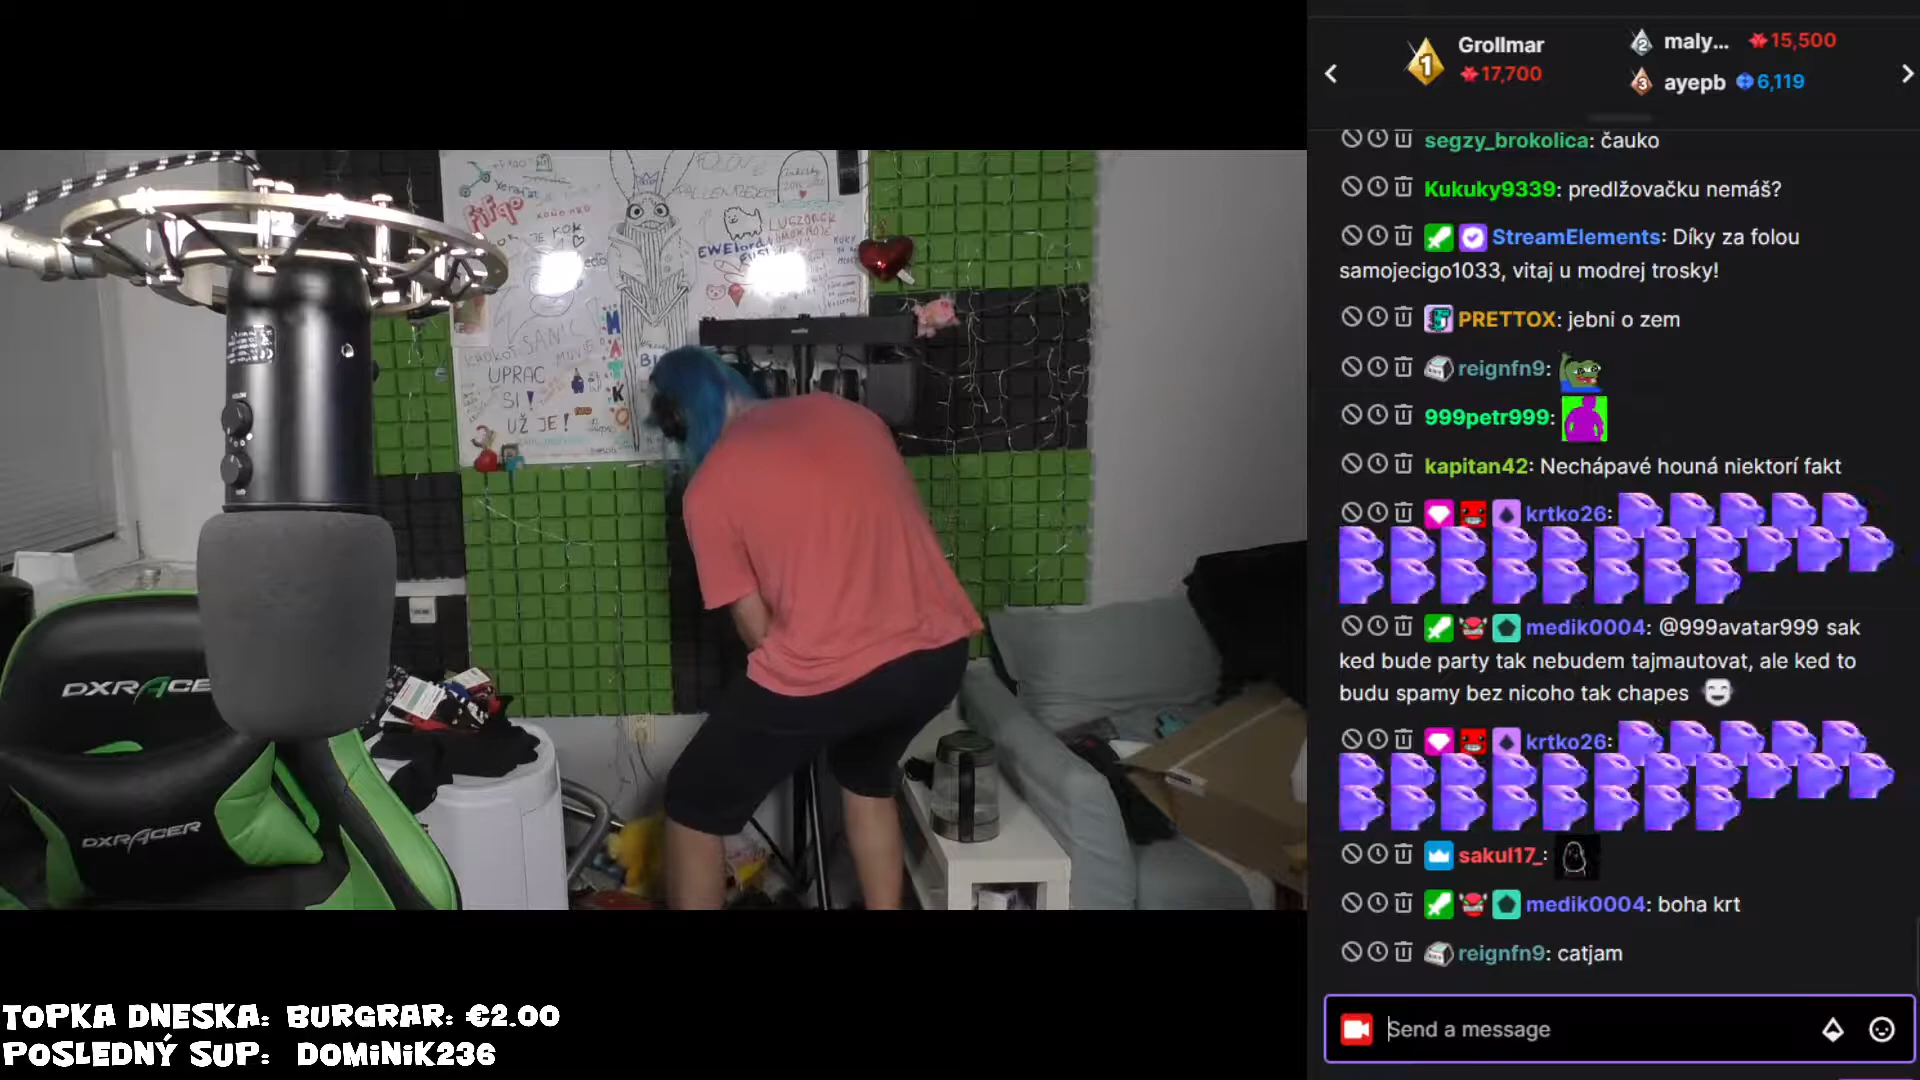 Grollmar
17,700
maly...
15,500
ayepb
6,119
segzy_brokolica: čauko
Kukuky9339: predlžovačku nemáš?
StreamElements: Díky za folou
samojecigo1033, vitaj u modrej trosky!
PRETTOX: jebni o zem
reignfn9:
999petr999:
kapitan42: Nechápavé houná niektorí fakt
krtko26:
medik0004: @999avatar999 sak
ked bude party tak nebudem tajmautovat, ale ked to
budu spamy bez nicoho tak chapes
krtko26:
sakul17_:
medik0004: boha krt
reignfn9: catjam
Send a message
UPRAC
SI!
UŽ JE!
DXRACER
DXRACER
TOPKA DNESKA: BURGRAR: €2.00
POSLEDNÝ SUP: DOMINIK236